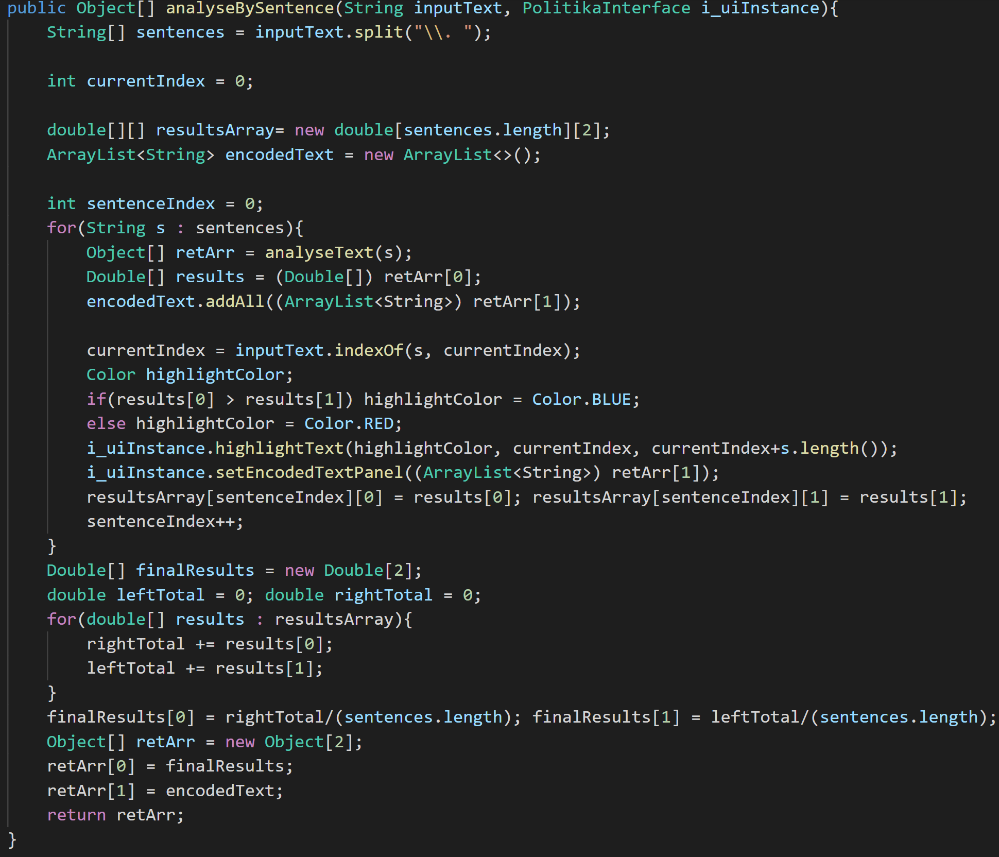 public Object[] analyseBySentence(String inputText, PolitikaInterface i_uiInstance){
    String[] sentences = inputText.split("\\. ");

    int currentIndex = 0;

    double[][] resultsArray= new double[sentences.length][2];
    ArrayList<String> encodedText = new ArrayList<>();

    int sentenceIndex = 0;
    for(String s : sentences){
        Object[] retArr = analyseText(s);
        Double[] results = (Double[]) retArr[0];
        encodedText.addAll((ArrayList<String>) retArr[1]);

        currentIndex = inputText.indexOf(s, currentIndex);
        Color highlightColor;
        if(results[0] > results[1]) highlightColor = Color.BLUE;
        else highlightColor = Color.RED;
        i_uiInstance.highlightText(highlightColor, currentIndex, currentIndex+s.length());
        i_uiInstance.setEncodedTextPanel((ArrayList<String>) retArr[1]);
        resultsArray[sentenceIndex][0] = results[0]; resultsArray[sentenceIndex][1] = results[1];
        sentenceIndex++;
    }
    Double[] finalResults = new Double[2];
    double leftTotal = 0; double rightTotal = 0;
    for(double[] results : resultsArray){
        rightTotal += results[0];
        leftTotal += results[1];
    }
    finalResults[0] = rightTotal/(sentences.length); finalResults[1] = leftTotal/(sentences.length);
    Object[] retArr = new Object[2];
    retArr[0] = finalResults;
    retArr[1] = encodedText;
    return retArr;
}